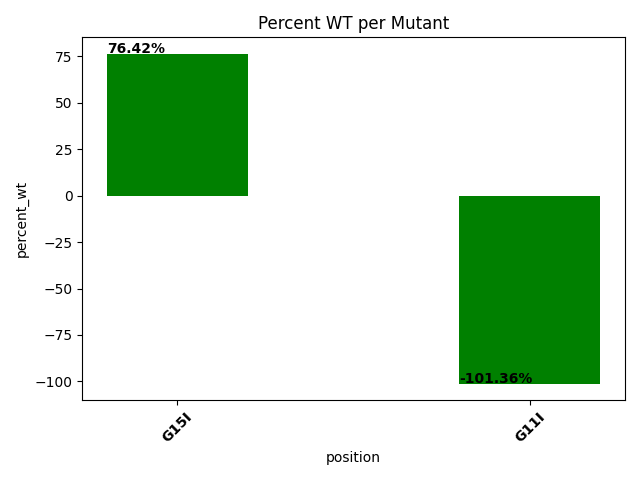 Percent WT per Mutant
76.42%
-101.36%
75
50
25
0
−25
−50
−75
−100
percent_wt
G15I
G11I
position